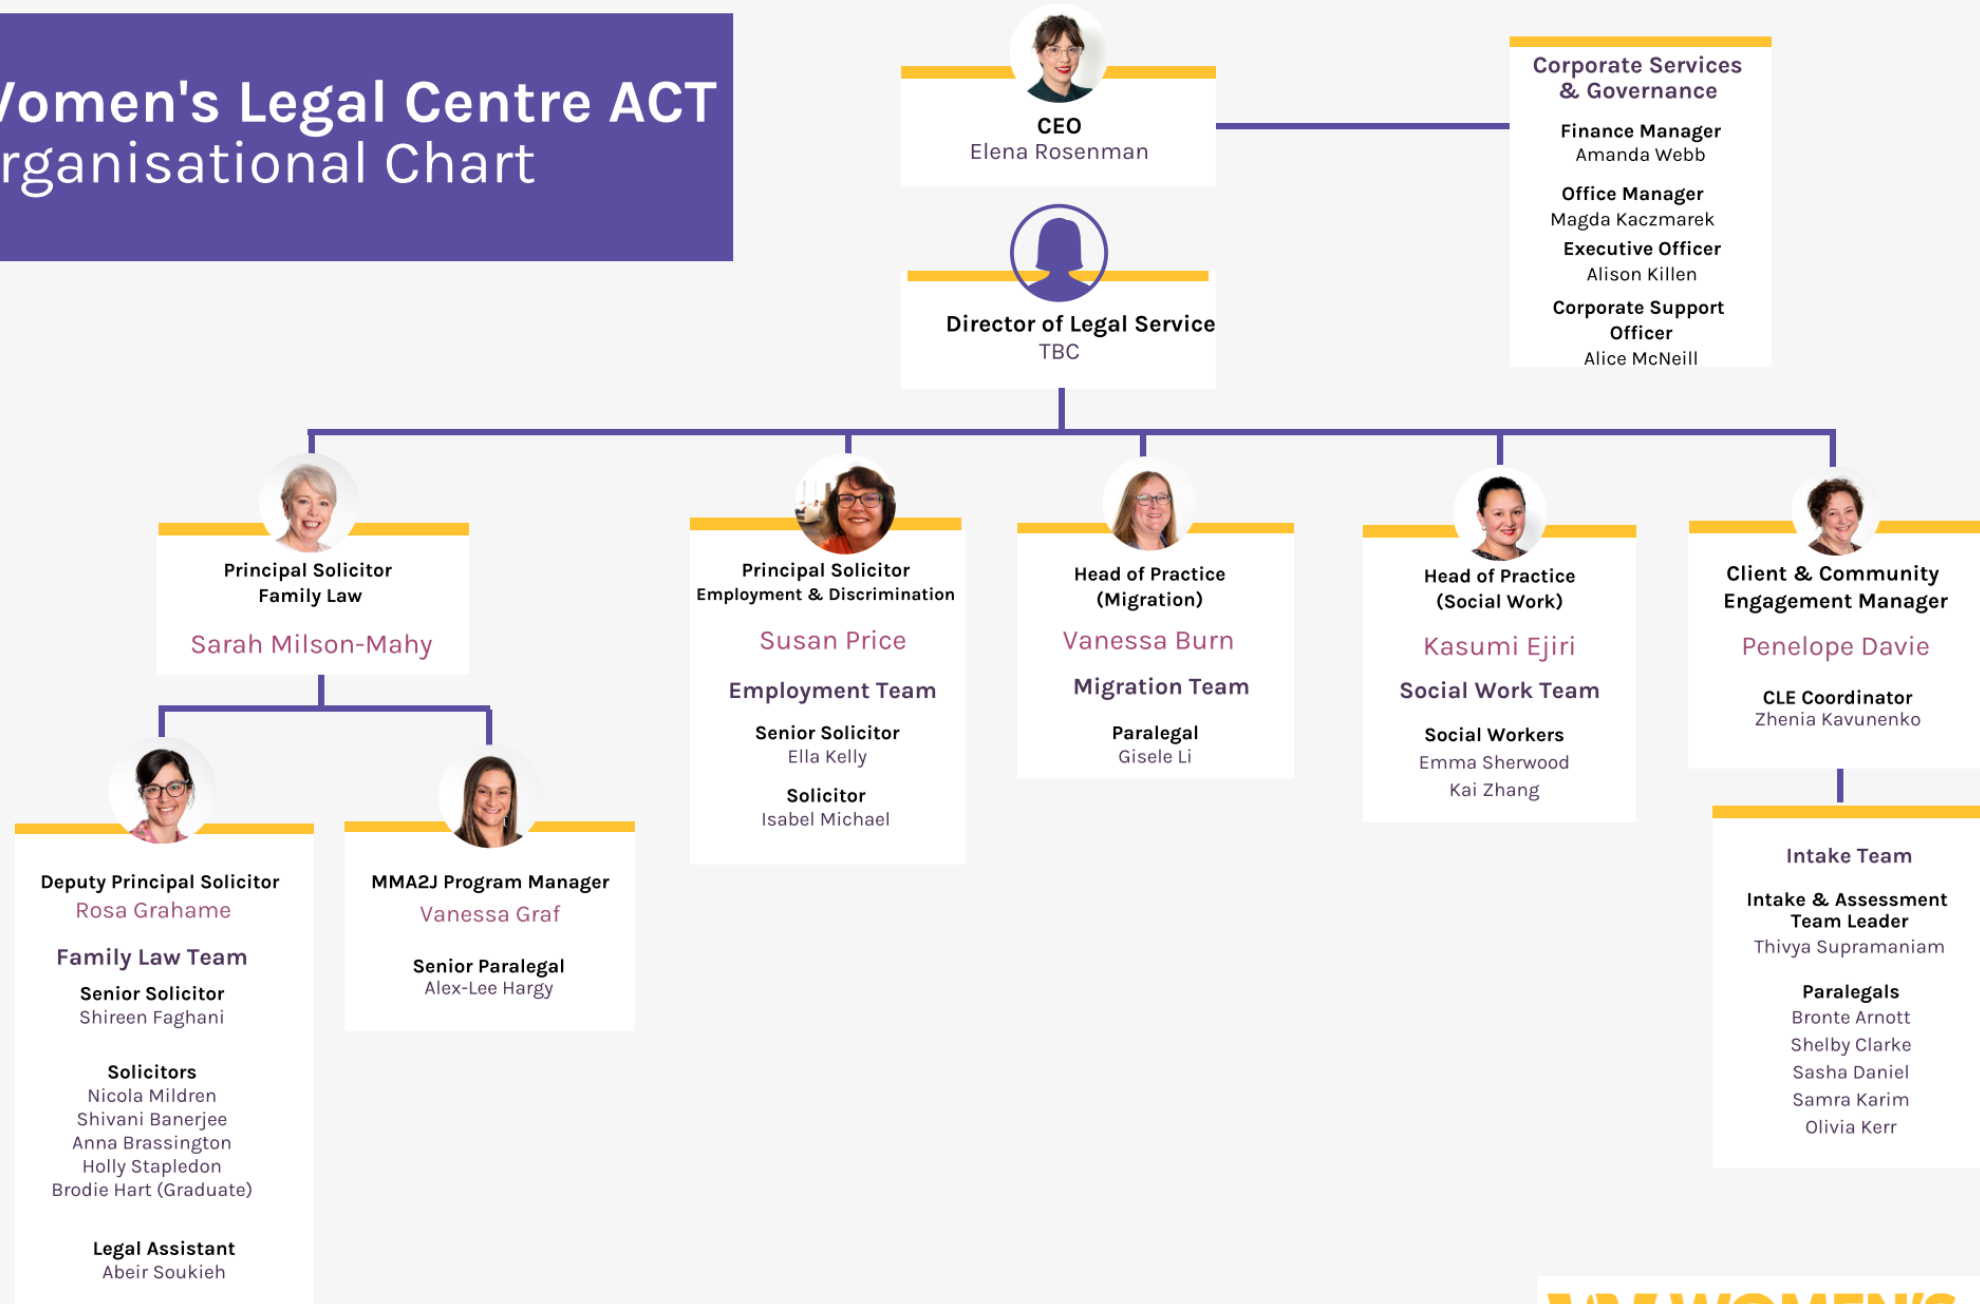 Women's Legal Centre ACT
rganisational Chart
CEO
Elena Rosenman
Corporate Services
& Governance
Finance Manager
Amanda Webb
Office Manager
Magda Kaczmarek
Executive Officer
Alison Killen
Corporate Support
Officer
Alice McNeill
Director of Legal Service
TBC
Principal Solicitor
Family Law
Sarah Milson-Mahy
Principal Solicitor
Employment & Discrimination
Susan Price
Employment Team
Senior Solicitor
Ella Kelly
Solicitor
Isabel Michael
Head of Practice
(Migration)
Vanessa Burn
Migration Team
Paralegal
Gisele Li
Head of Practice
(Social Work)
Kasumi Ejiri
Social Work Team
Social Workers
Emma Sherwood
Kai Zhang
Client & Community
Engagement Manager
Penelope Davie
CLE Coordinator
Zhenia Kavunenko
Deputy Principal Solicitor
Rosa Grahame
Family Law Team
Senior Solicitor
Shireen Faghani
Solicitors
Nicola Mildren
Shivani Banerjee
Anna Brassington
Holly Stapledon
Brodie Hart (Graduate)
Legal Assistant
Abeir Soukieh
MMA2J Program Manager
Vanessa Graf
Senior Paralegal
Alex-Lee Hargy
Intake Team
Intake & Assessment
Team Leader
Thivya Supramaniam
Paralegals
Bronte Arnott
Shelby Clarke
Sasha Daniel
Samra Karim
Olivia Kerr
WOMEN'S